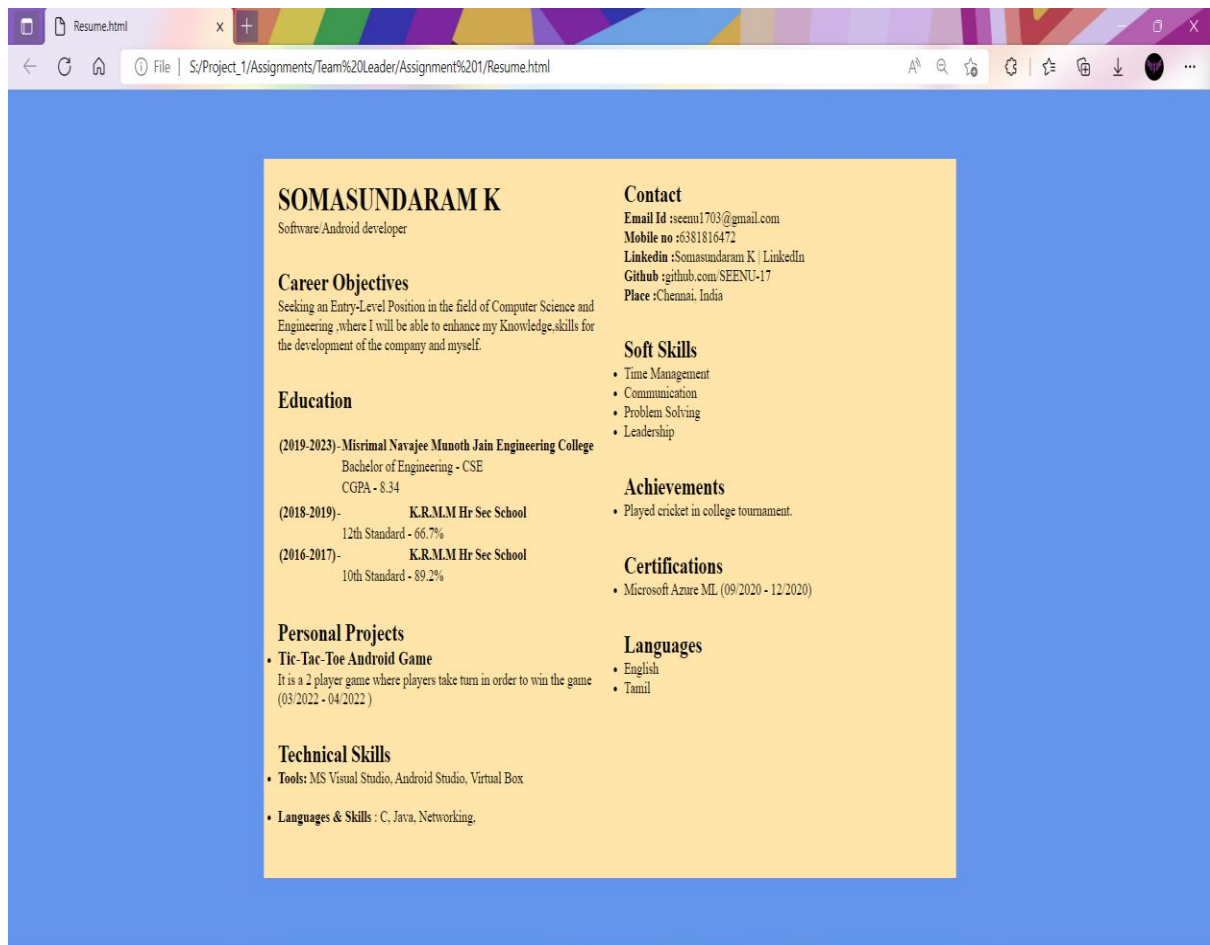 Resume.html
File | S:/Project_1/Assignments/Team%20Leader/Assignment%201/Resume.html
SOMASUNDARAM K
Software/Android developer
Career Objectives
Seeking an Entry-Level Position in the field of Computer Science and
Engineering ,where I will be able to enhance my Knowledge,skills for
the development of the company and myself.
Education
(2019-2023)-Misrimal Navajee Munoth Jain Engineering College
Bachelor of Engineering - CSE
CGPA - 8.34
(2018-2019)- K.R.M.M Hr Sec School
12th Standard - 66.7%
(2016-2017)- K.R.M.M Hr Sec School
10th Standard - 89.2%
Personal Projects
• Tic-Tac-Toe Android Game
It is a 2 player game where players take turn in order to win the game
(03/2022 - 04/2022 )
Technical Skills
• Tools: MS Visual Studio, Android Studio, Virtual Box
• Languages & Skills : C, Java, Networking,
Contact
Email Id :seenu1703@gmail.com
Mobile no :6381816472
Linkedin :Somasundaram K | LinkedIn
Github :github.com/SEENU-17
Place :Chennai, India
Soft Skills
• Time Management
• Communication
• Problem Solving
• Leadership
Achievements
• Played cricket in college tournament.
Certifications
• Microsoft Azure ML (09/2020 - 12/2020)
Languages
• English
• Tamil